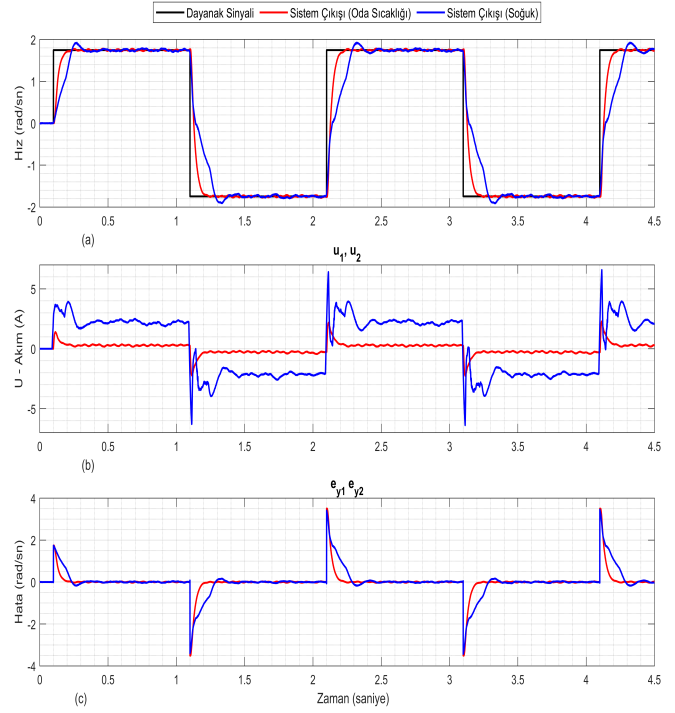 Dayanak Sinyali Sistem Çıkışı (Oda Sıcaklığı) Sistem Çıkışı (Soğuk)
2
1
0
-1
-2
Hız (rad/sn)
0 0.5 1 1.5 2 2.5 3 3.5 4 4.5
(a)
u1, u2
5
0
-5
U - Akım (A)
0 0.5 1 1.5 2 2.5 3 3.5 4 4.5
(b)
ey1 ey2
4
2
0
-2
-4
Hata (rad/sn)
0 0.5 1 1.5 2 2.5 3 3.5 4 4.5
(c) Zaman (saniye)